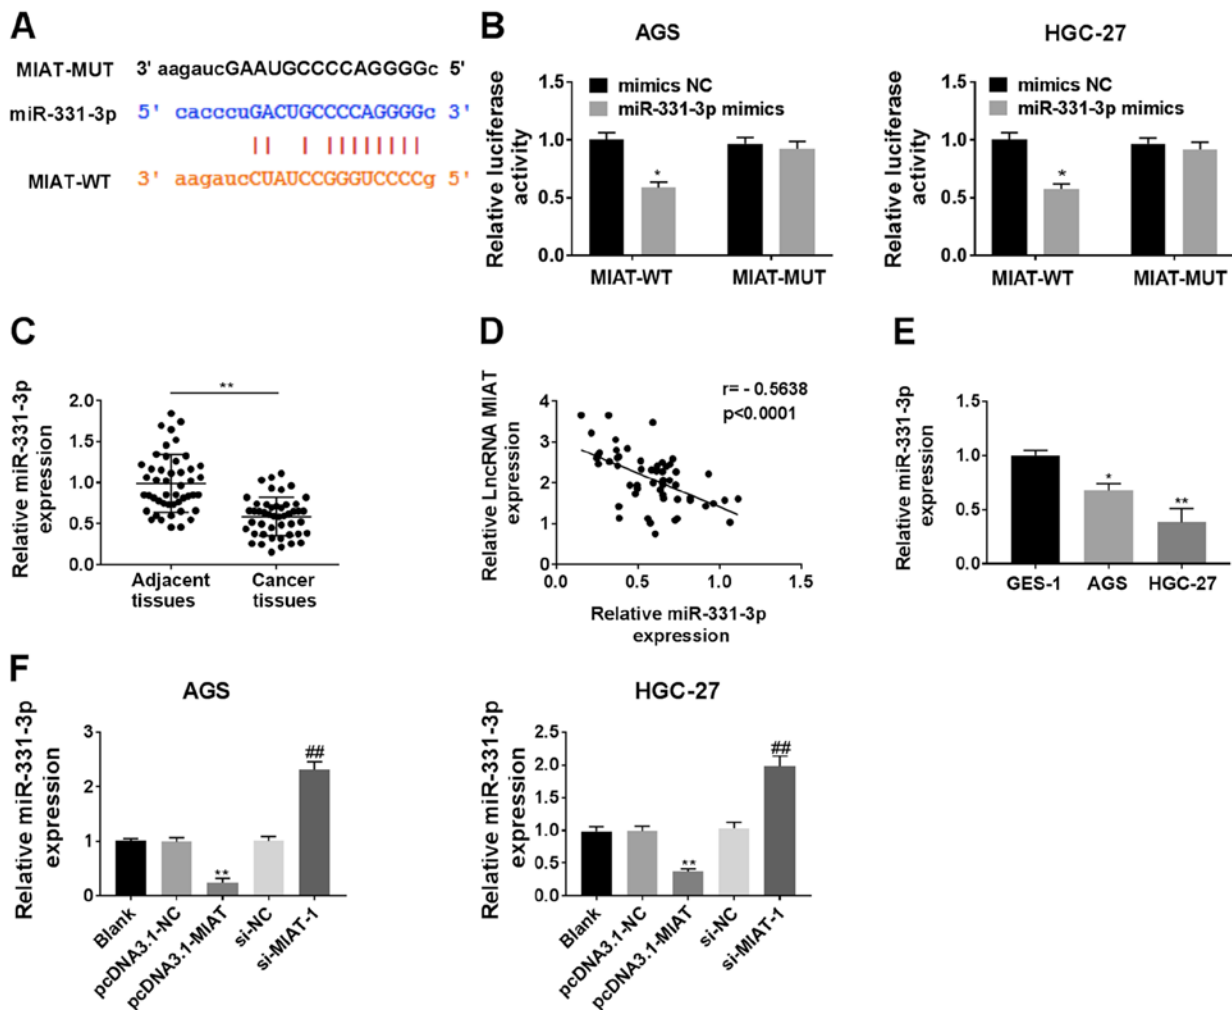 A
MIAT-MUT 3' aagaucGAAUGCCCCAGGGGc 5'
miR-331-3p 5' cacccuGACUGCCCCAGGGGc 3'
MIAT-WT 3' aagaucCUAUCCGGGUCCCCg 5'
B
AGS
Relative luciferase
activity
1.5
1.0
0.5
0.0
mimics NC
miR-331-3p mimics
*
MIAT-WT MIAT-MUT
HGC-27
Relative luciferase
activity
1.5
1.0
0.5
0.0
mimics NC
miR-331-3p mimics
*
MIAT-WT MIAT-MUT
C
Relative miR-331-3p
expression
2.0
1.5
1.0
0.5
0.0
**
Adjacent
tissues
Cancer
tissues
D
Relative LncRNA MIAT
expression
4
3
2
1
0
r= - 0.5638
p<0.0001
0.0 0.5 1.0 1.5
Relative miR-331-3p
expression
E
Relative miR-331-3p
expression
1.5
1.0
0.5
0.0
*
**
GES-1 AGS HGC-27
F
AGS
Relative miR-331-3p
expression
3
2
1
0
**
##
Blank
pcDNA3.1-NC
pcDNA3.1-MIAT
si-NC
si-MIAT-1
HGC-27
Relative miR-331-3p
expression
2.5
2.0
1.5
1.0
0.5
0.0
**
##
Blank
pcDNA3.1-NC
pcDNA3.1-MIAT
si-NC
si-MIAT-1